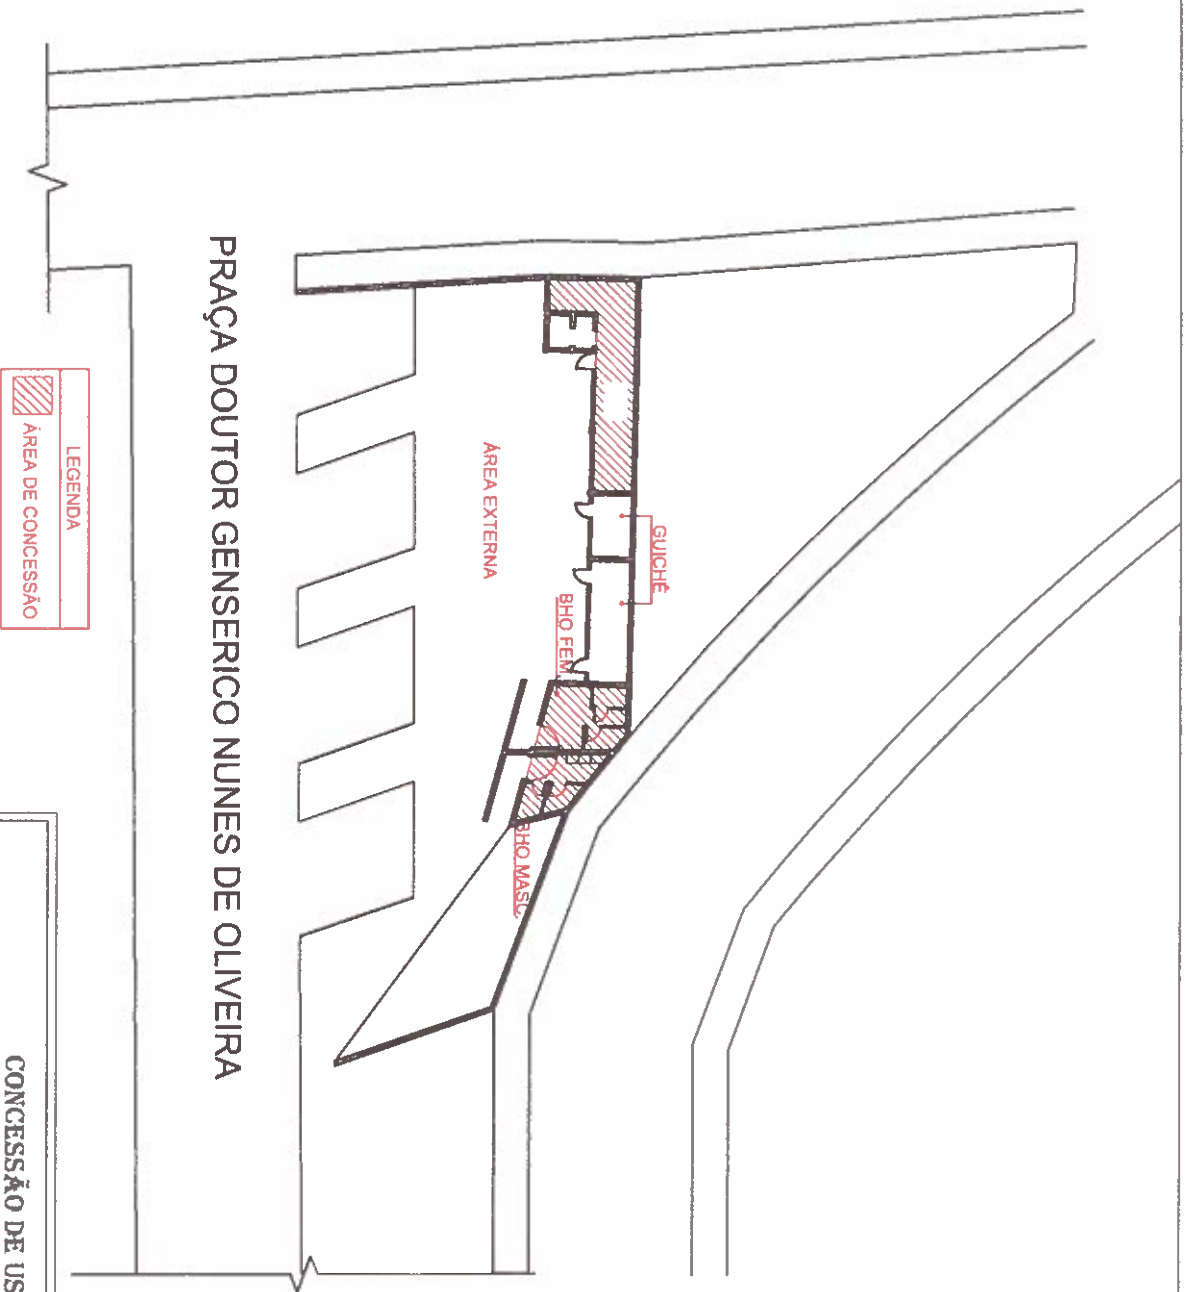 GUICHÊ
BHO FEM.
BHO MASC.
ÁREA EXTERNA
PRAÇA DOUTOR GENSERICO NUNES DE OLIVEIRA
LEGENDA
ÁREA DE CONCESSÃO
CONCESSÃO DE US